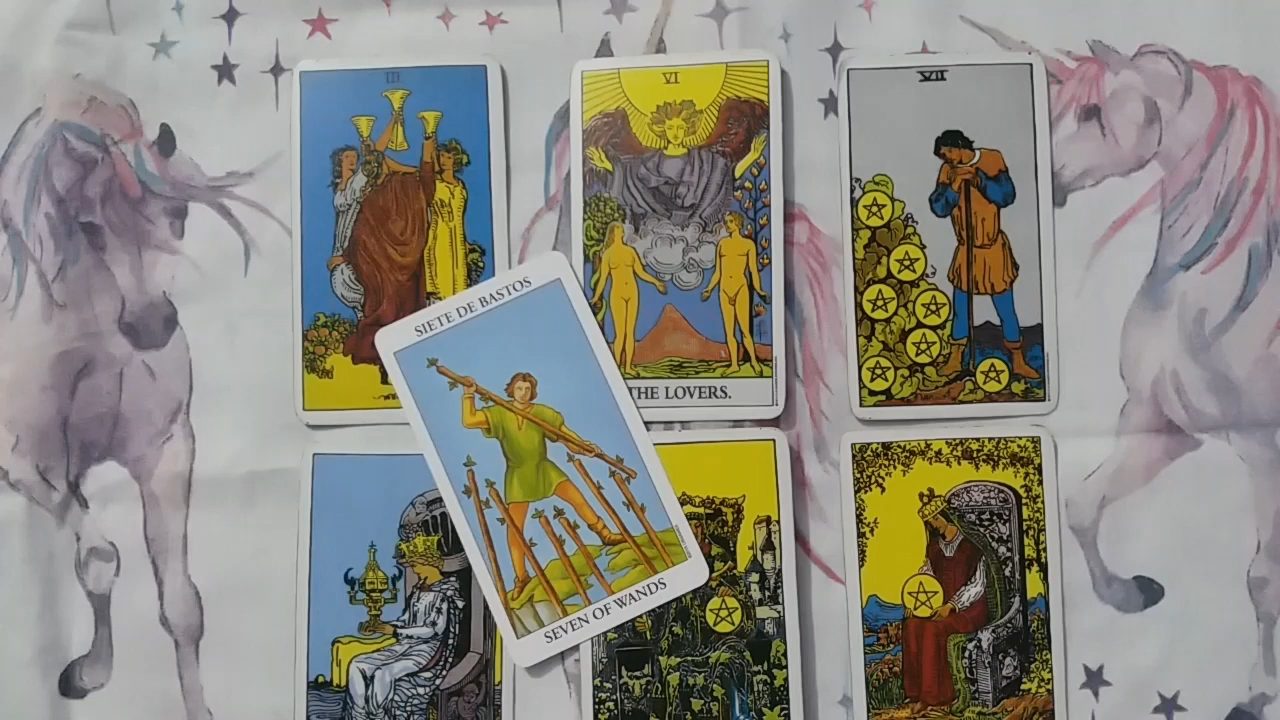 III
VI
VII
THE LOVERS.
SIETE DE BASTOS
SEVEN OF WANDS